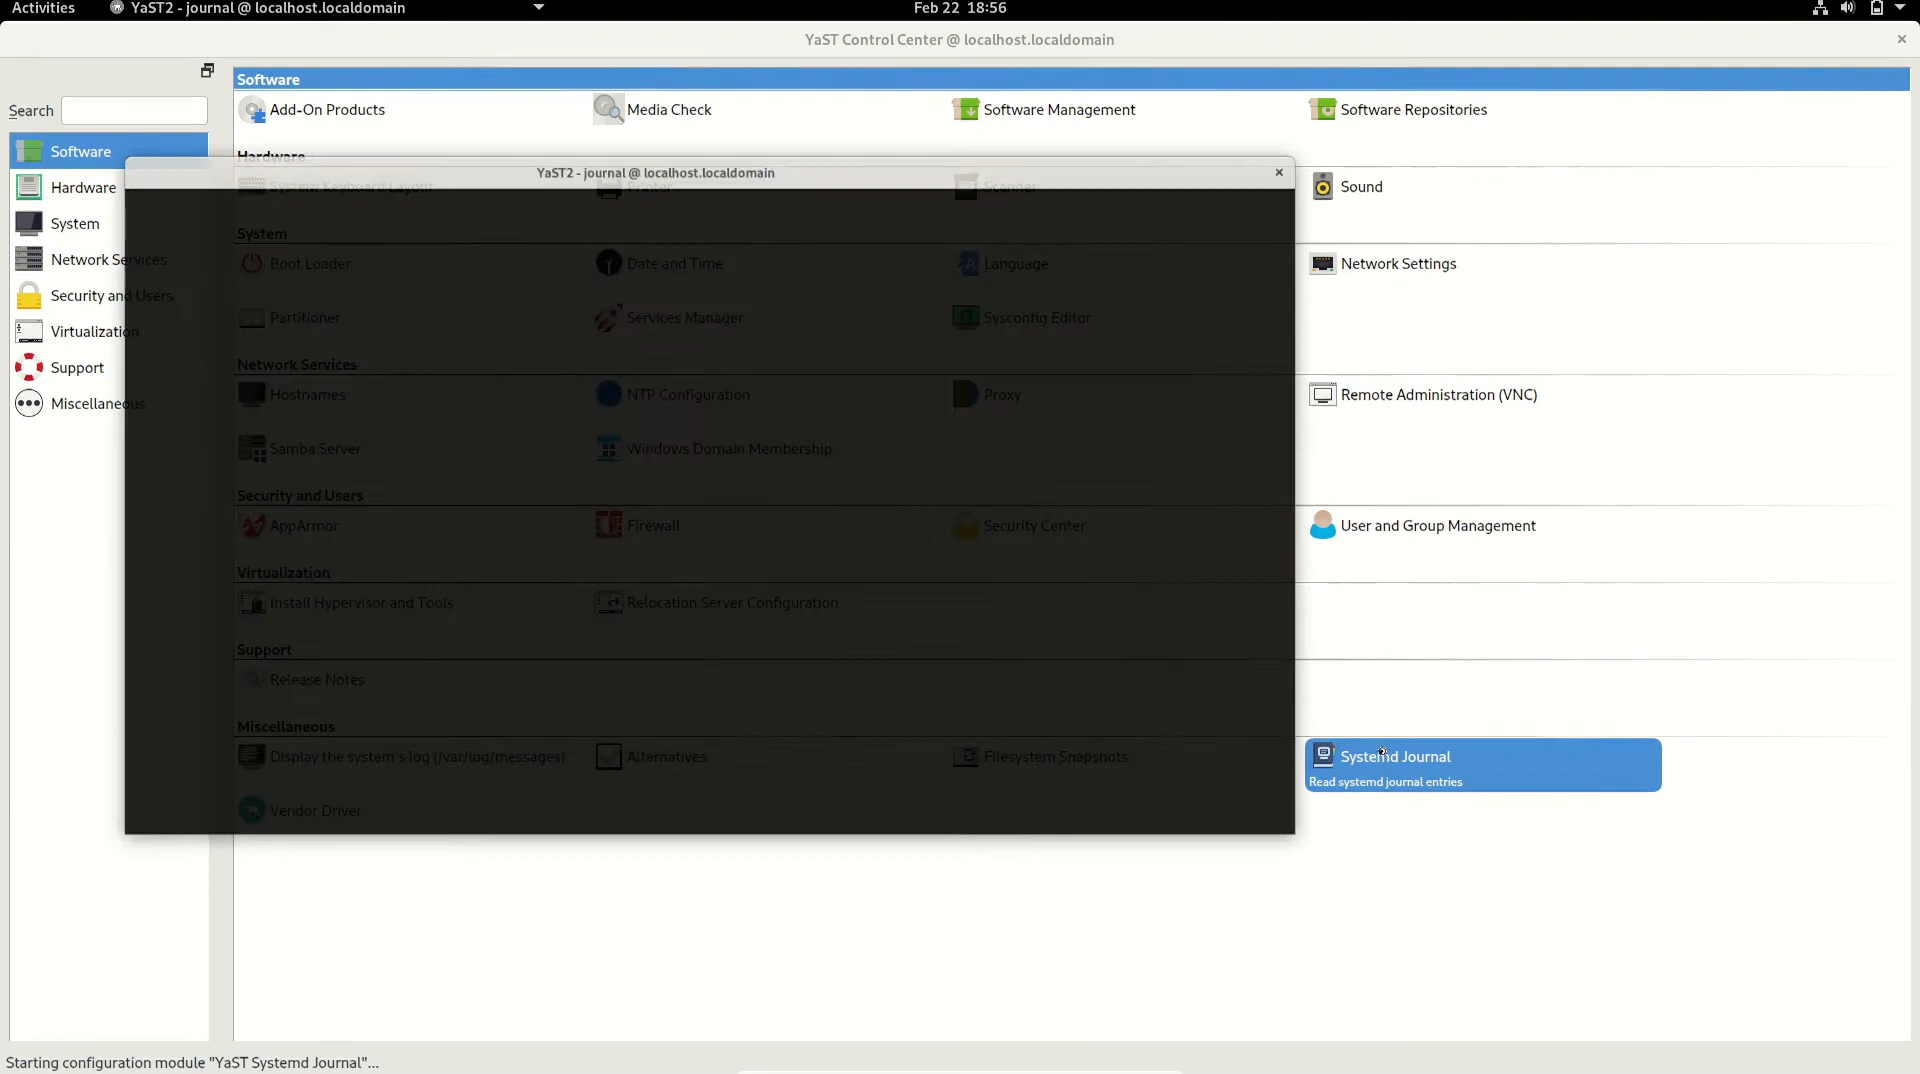 Activities
YaST2 - journal @ localhost.localdomain
Feb 22 18:56
YaST Control Center @ localhost.localdomain
Search
Software
Hardware
System
Network Services
Security and Users
Virtualization
Support
Miscellaneous
Software
Add-On Products
Media Check
Software Management
Software Repositories
Hardware
YaST2 - journal @ localhost.localdomain
System Keyboard Layout
Printer
Scanner
Sound
System
Boot Loader
Date and Time
Language
Network Settings
Partitioner
Services Manager
Sysconfig Editor
Network Services
Hostnames
NTP Configuration
Proxy
Remote Administration (VNC)
Samba Server
Windows Domain Membership
Security and Users
AppArmor
Firewall
Security Center
User and Group Management
Virtualization
Install Hypervisor and Tools
Relocation Server Configuration
Support
Release Notes
Miscellaneous
Display the system's log (/var/log/messages)
Alternatives
Filesystem Snapshots
Systemd Journal
Read systemd journal entries
Vendor Driver
Starting configuration module "YaST Systemd Journal"...